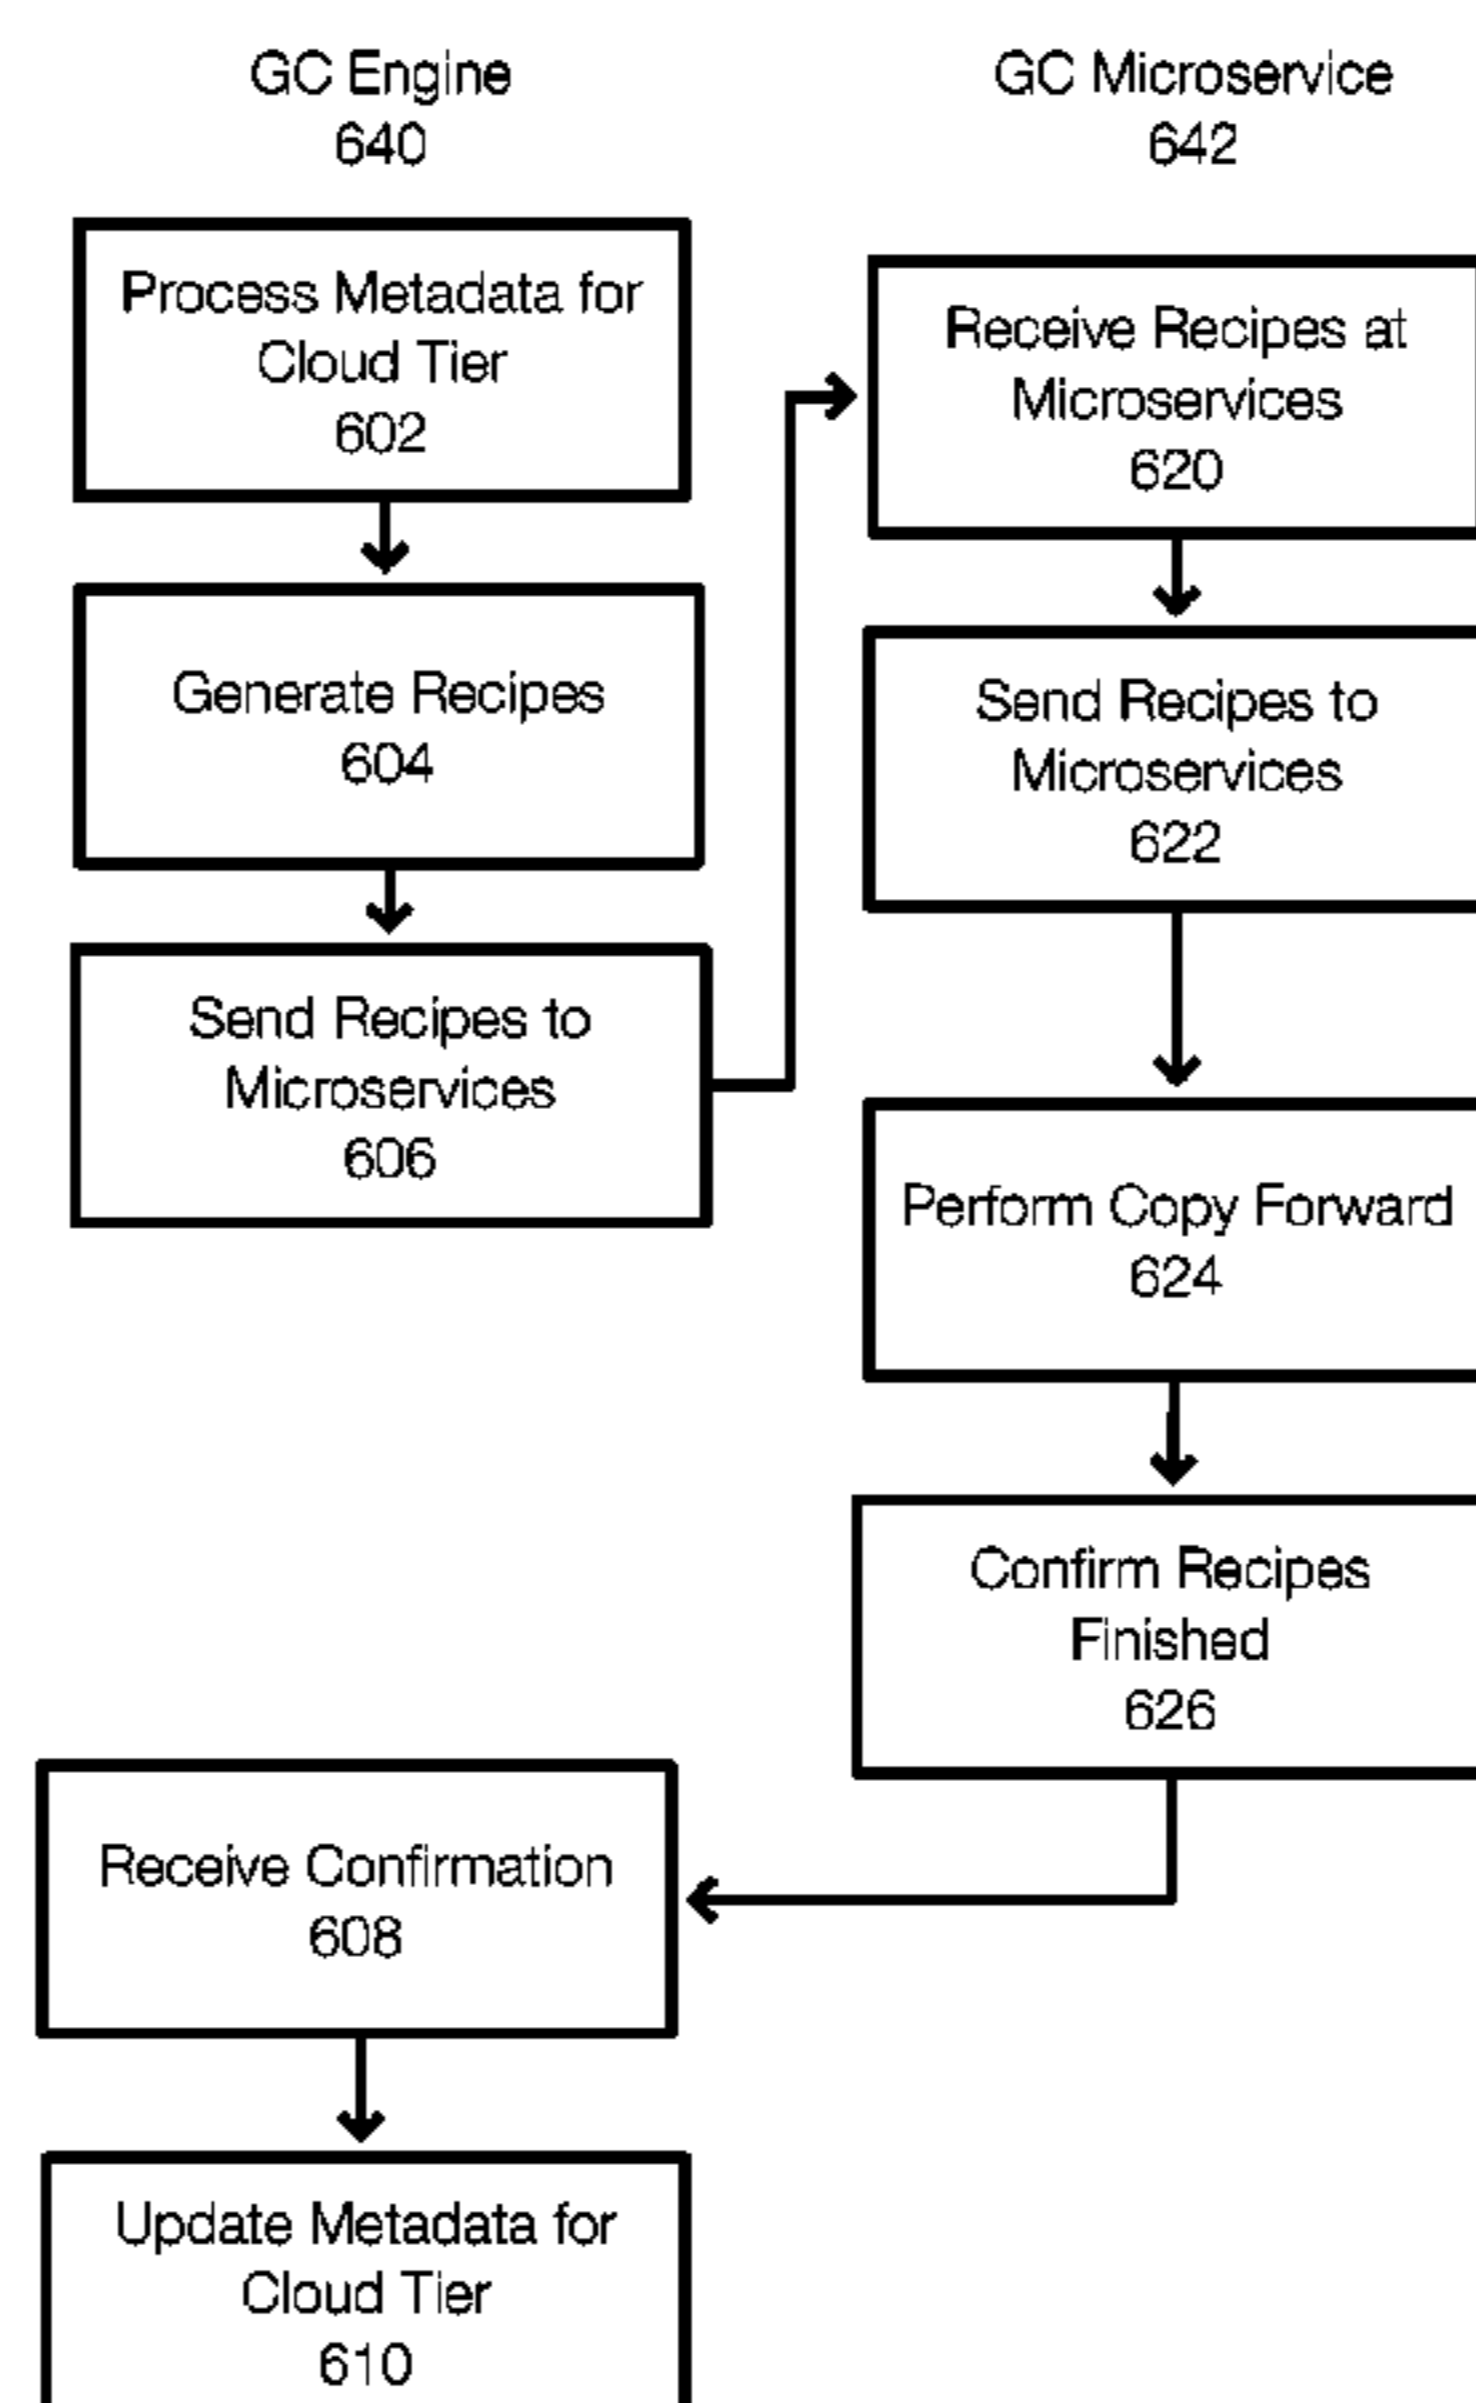 GC Engine
640
Process Metadata for
Cloud Tier
602
Generate Recipes
604
Send Recipes to
Microservices
606
GC Microservice
642
Receive Recipes at
Microservices
620
Send Recipes to
Microservices
622
Perform Copy Forward
624
Confirm Recipes
Finished
626
Receive Confirmation
608
Update Metadata for
Cloud Tier
610